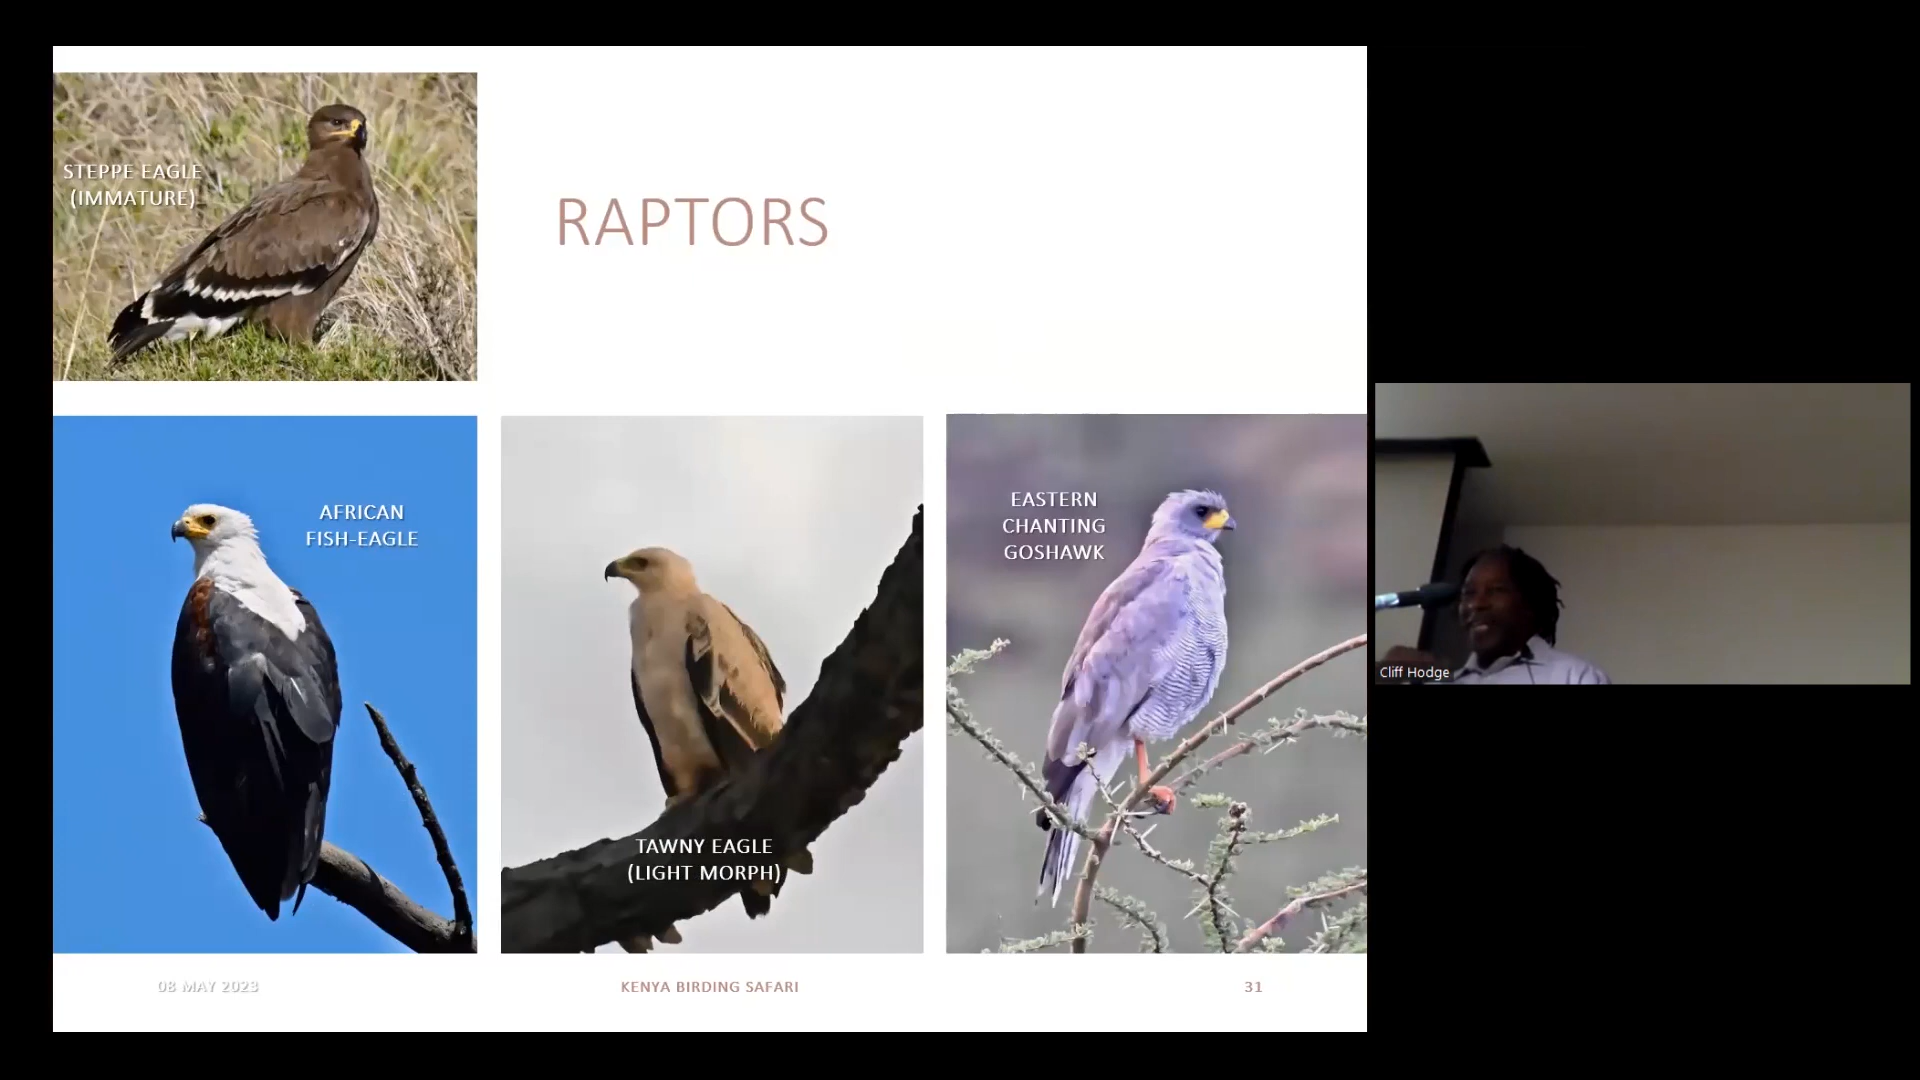 STEPPE EAGLE
(IMMATURE)
RAPTORS
AFRICAN
FISH-EAGLE
TAWNY EAGLE
(LIGHT MORPH)
EASTERN
CHANTING
GOSHAWK
Cliff Hodge
08 MAY 2023
KENYA BIRDING SAFARI
31